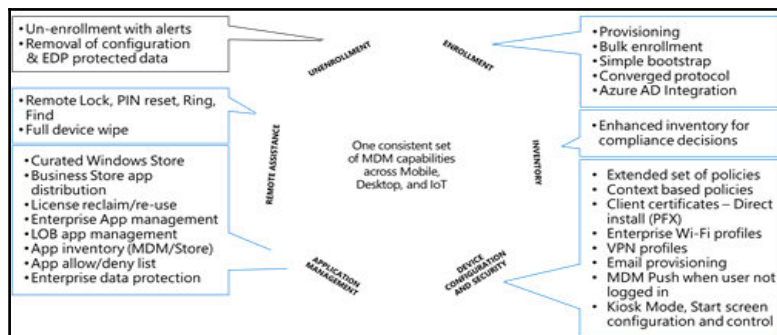 • Un-enrollment with alerts
• Removal of configuration
& EDP protected data
UNENROLLMENT
ENROLLMENT
• Provisioning
• Bulk enrollment
• Simple bootstrap
• Converged protocol
• Azure AD Integration
• Remote Lock, PIN reset, Ring,
Find
• Full device wipe
REMOTE ASSISTANCE
One consistent set
of MDM capabilities
across Mobile,
Desktop, and IoT
INVENTORY
• Enhanced inventory for
compliance decisions
• Curated Windows Store
• Business Store app
distribution
• License reclaim/re-use
• Enterprise App management
• LOB app management
• App inventory (MDM/Store)
• App allow/deny list
• Enterprise data protection
APPLICATION
MANAGEMENT
DEVICE
CONFIGURATION
AND SECURITY
• Extended set of policies
• Context based policies
• Client certificates – Direct
install (PFX)
• Enterprise Wi-Fi profiles
• VPN profiles
• Email provisioning
• MDM Push when user not
logged in
• Kiosk Mode, Start screen
configuration and control